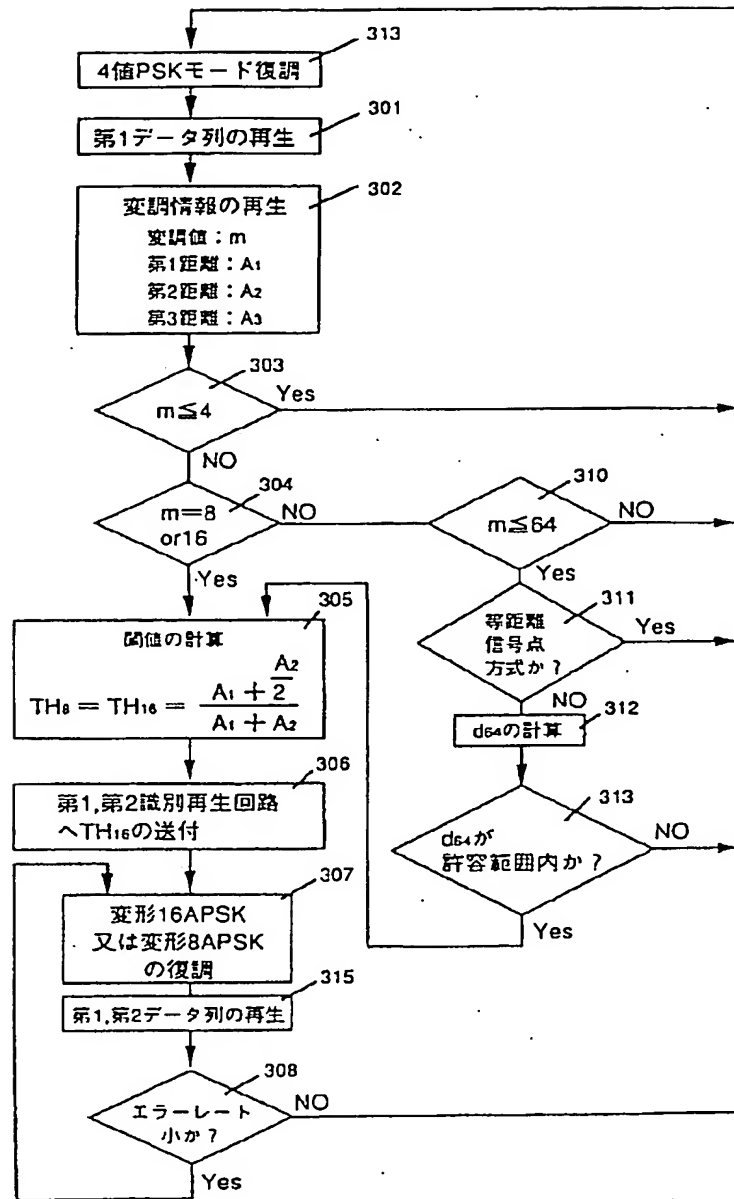 313
4値PSKモード復調
301
第1データ列の再生
302
変調情報の再生
変調値：m
第1距離：A1
第2距離：A2
第3距離：A3
303
m≦4
Yes
NO
304
m=8
or16
NO
Yes
310
m≦64
NO
Yes
311
等距離
信号点
方式か？
Yes
NO
312
d64の計算
313
d64が
許容範囲内か？
NO
Yes
305
閾値の計算
TH8 = TH16 = (A1 + A2/2) / (A1 + A2)
306
第1,第2識別再生回路
へTH16の送付
307
変形16APSK
又は変形8APSK
の復調
315
第1,第2データ列の再生
308
エラーレート
小か？
NO
Yes